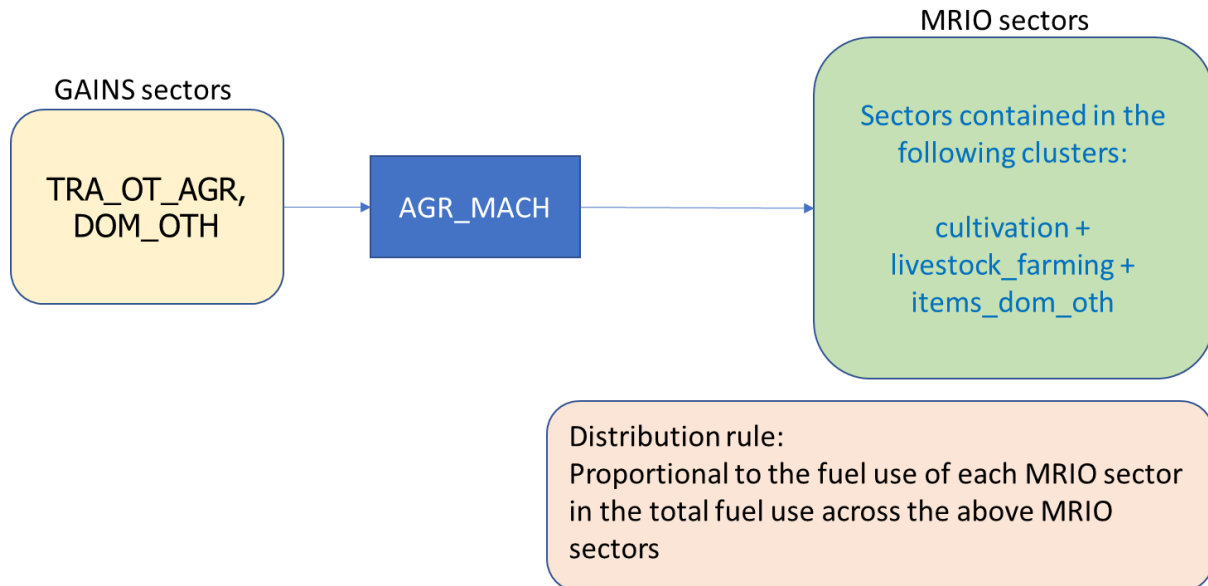 MRIO sectors
GAINS sectors
TRA_OT_AGR,
DOM_OTH
AGR_MACH
Sectors contained in the
following clusters:
cultivation +
livestock_farming +
items_dom_oth
Distribution rule:
Proportional to the fuel use of each MRIO sector
in the total fuel use across the above MRIO
sectors